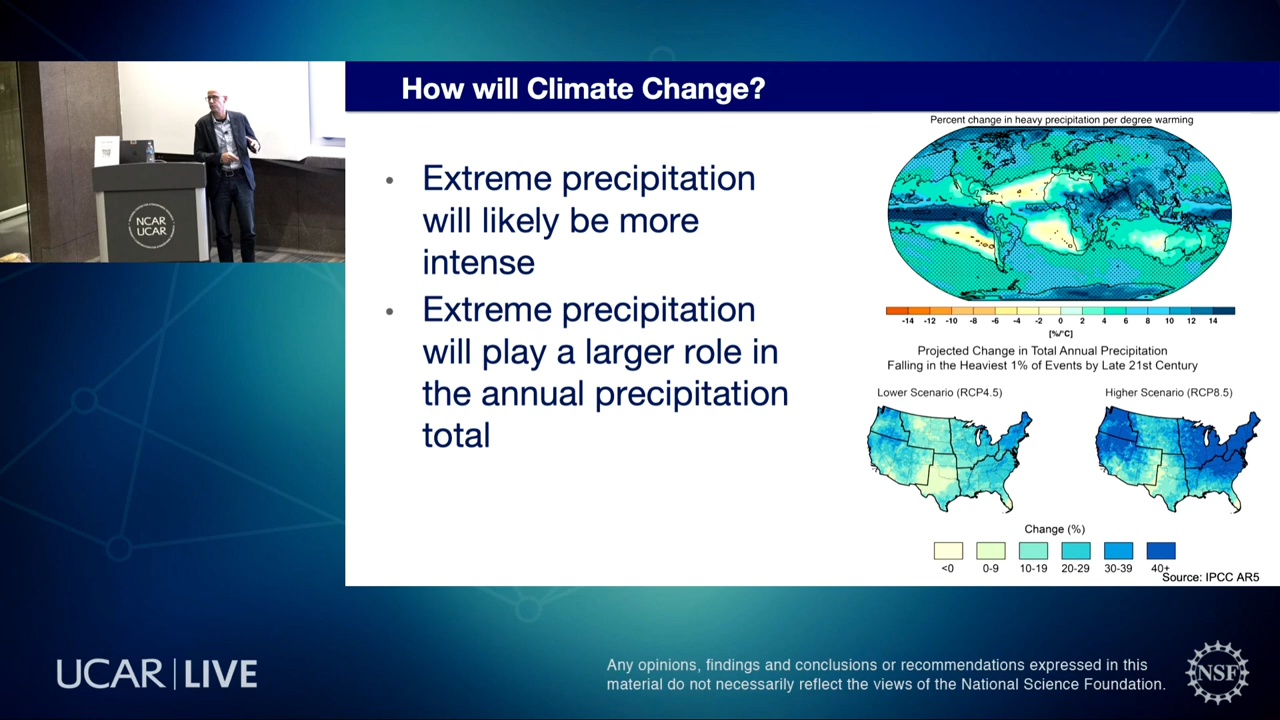 How will Climate Change?
NCAR
UCAR
• Extreme precipitation
will likely be more
intense
• Extreme precipitation
will play a larger role in
the annual precipitation
total
Percent change in heavy precipitation per degree warming
-14 -12 -10 -8 -6 -4 -2 0 2 4 6 8 10 12 14
[%/°C]
Projected Change in Total Annual Precipitation
Falling in the Heaviest 1% of Events by Late 21st Century
Lower Scenario (RCP4.5) Higher Scenario (RCP8.5)
Change (%)
<0 0-9 10-19 20-29 30-39 40+
Source: IPCC AR5
UCAR | LIVE
Any opinions, findings and conclusions or recommendations expressed in this
material do not necessarily reflect the views of the National Science Foundation.
NSF